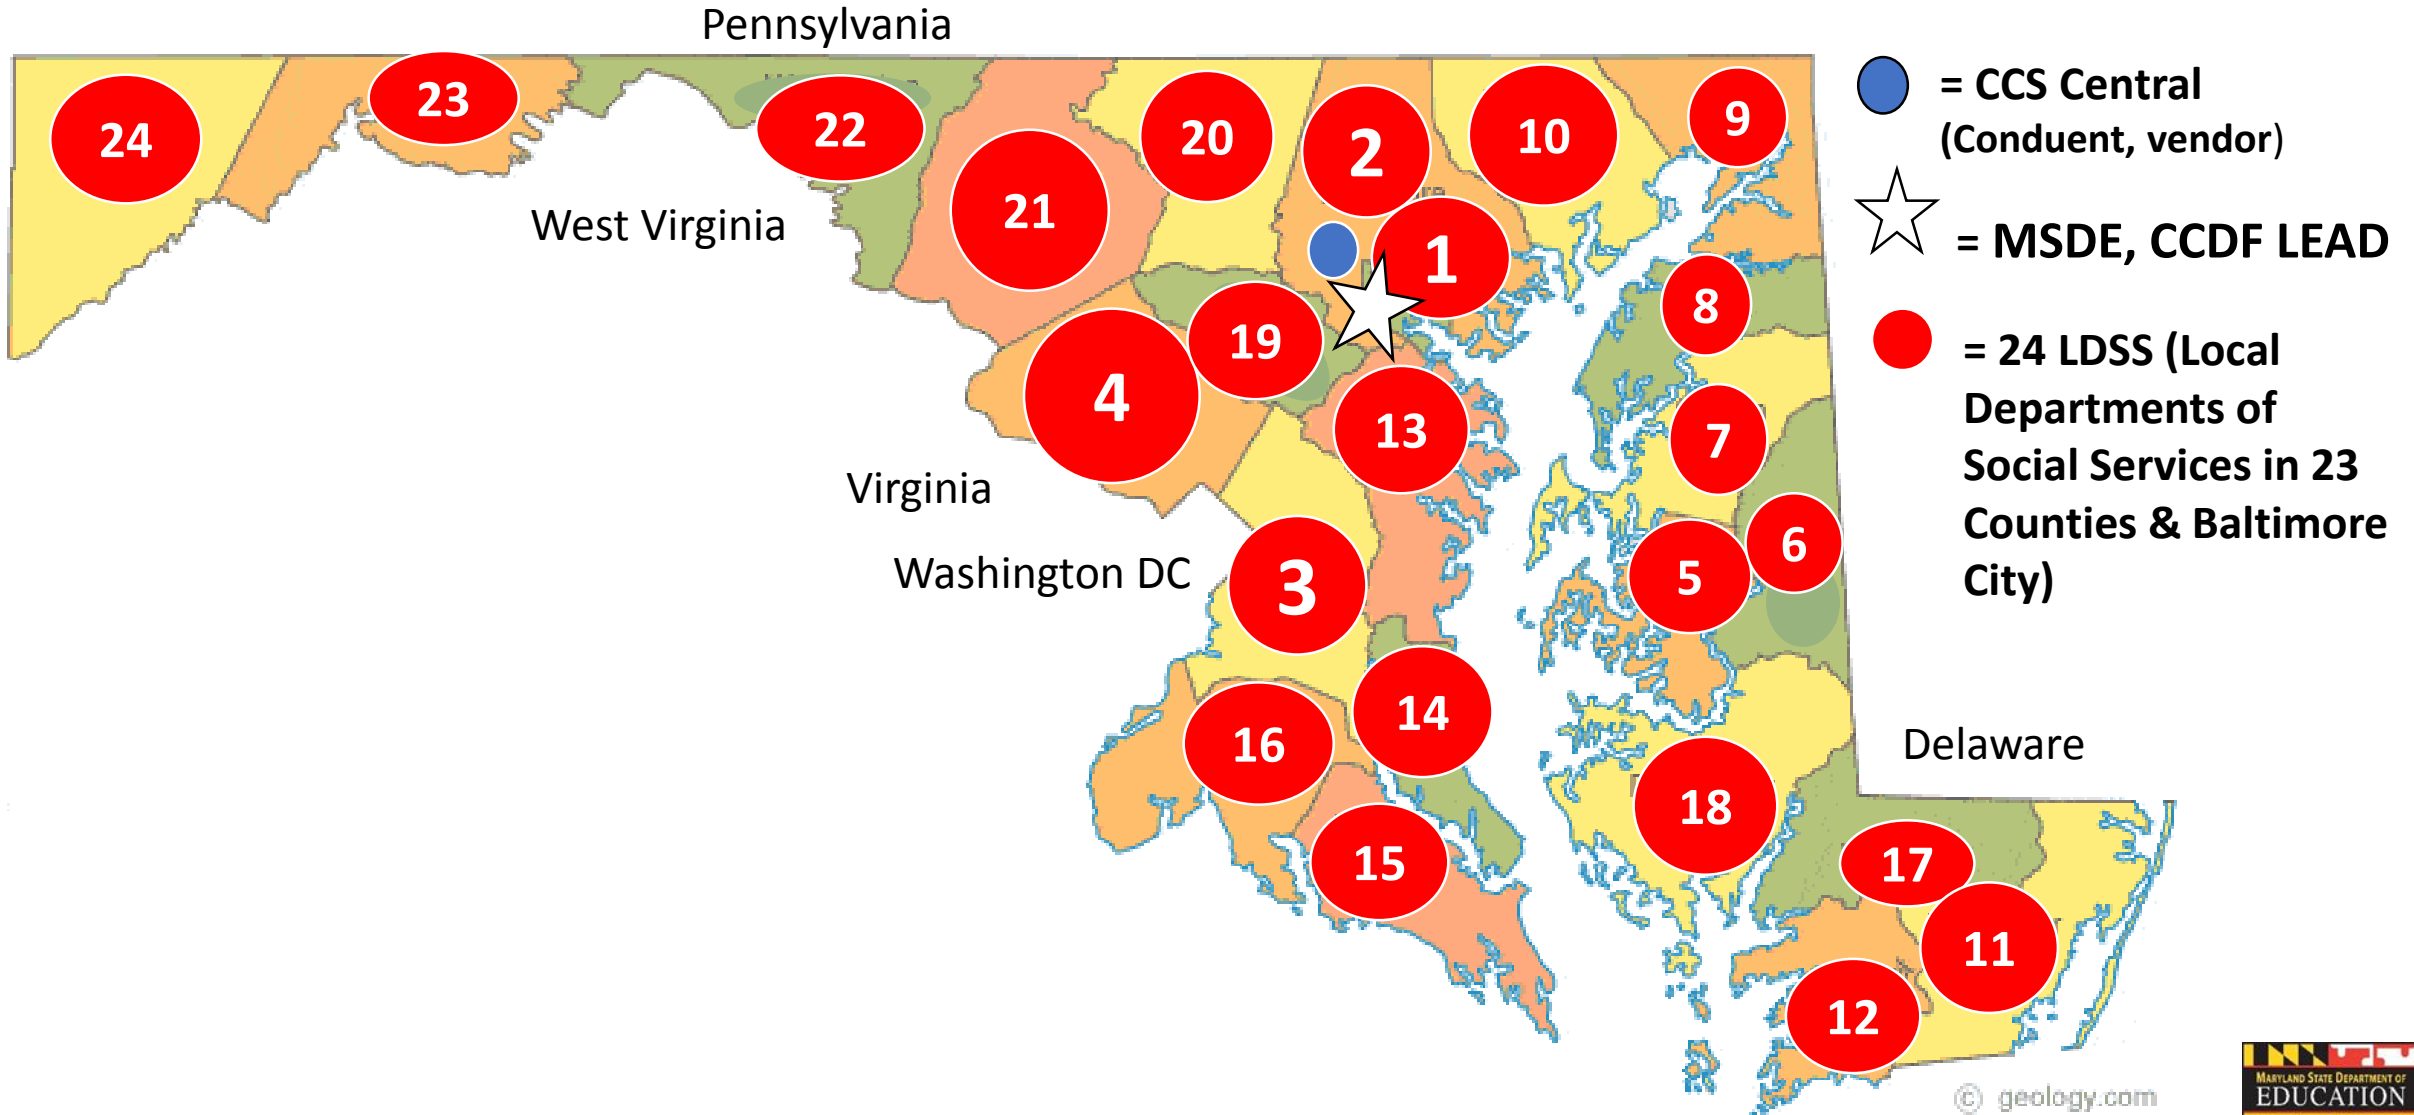 Pennsylvania
24
23
22
21
20
2
10
9
1
West Virginia
19
4
13
8
7
Virginia
Washington DC
3
5
6
14
16
18
15
17
11
12
Delaware
= CCS Central
(Conduent, vendor)
= MSDE, CCDF LEAD
= 24 LDSS (Local
Departments of
Social Services in 23
Counties & Baltimore
City)
© geology.com
MARYLAND STATE DEPARTMENT OF
EDUCATION